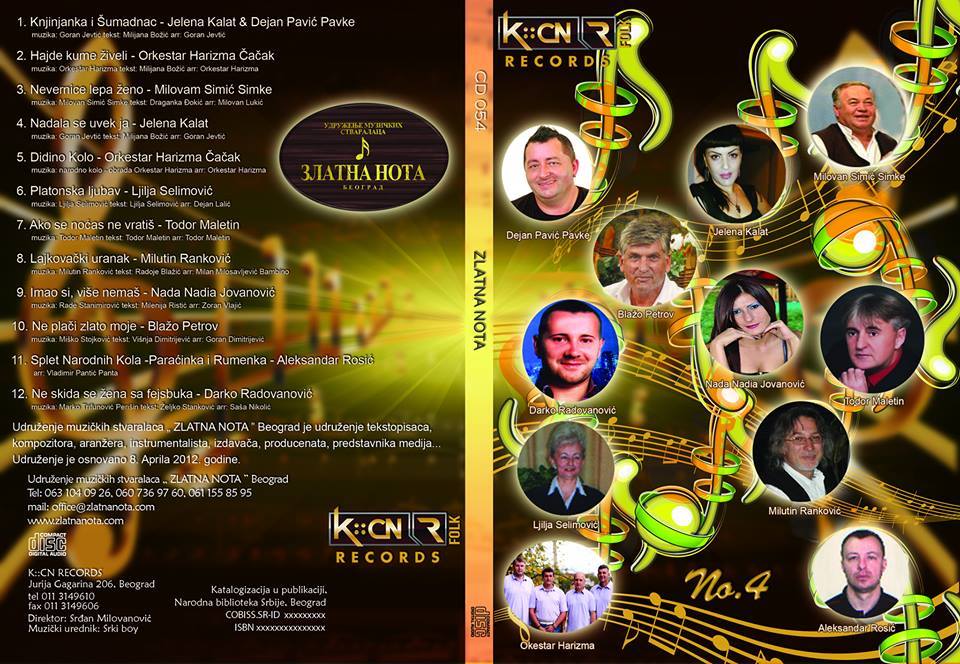 1. Knjinjanka i Šumadnac - Jelena Kalat & Dejan Pavić Pavke
muzika: Goran Jevtić tekst: Milijana Božić arr: Goran Jevtić
2. Hajde kume živeli - Orkestar Harizma Čačak
muzika: Orkestar Harizma tekst: Milijana Božić arr: Orkestar Harizma
3. Nevernice lepa ženo - Milovam Simić Simke
muzika: Milovan Simić Simke tekst: Draganka Đokić arr: Milovan Lukić
4. Nadala se uvek ja - Jelena Kalat
muzika: Goran Jevtić tekst: Milijana Božić arr: Goran Jevtić
5. Didino Kolo - Orkestar Harizma Čačak
muzika: narodno kolo - obrada Orkestar Harizma arr: Orkestar Harizma
6. Platonska ljubav - Ljilja Selimović
muzika: Ljilja Selimović tekst: Ljilja Selimović arr: Dejan Lalić
7. Ako se noćas ne vratiš - Todor Maletin
muzika: Todor Maletin tekst: Todor Maletin arr: Todor Maletin
8. Lajkovački uranak - Milutin Ranković
muzika: Milutin Ranković tekst: Radoje Blažić arr: Milan Milosavljević Bambino
9. Imao si, više nemaš - Nada Nadia Jovanović
muzika: Rade Stanimirović tekst: Milenija Ristić arr: Zoran Vlajić
10. Ne plači zlato moje - Blažo Petrov
muzika: Miško Stojković tekst: Višnja Dimitrijević arr: Goran Dimitrijević
11. Splet Narodnih Kola -Paraćinka i Rumenka - Aleksandar Rosić
arr: Vladimir Pantić Panta
12. Ne skida se žena sa fejsbuka - Darko Radovanović
muzika: Marko Trifunović Perišin tekst: Željko Stanković arr: Saša Nikolić
Udruženje muzičkih stvaralaca „ ZLATNA NOTA ” Beograd je udruženje tekstopisaca,
kompozitora, aranžera, instrumentalista, izdavača, producenata, predstavnika medija...
Udruženje je osnovano 8. Aprila 2012. godine.
Udruženje muzičkih stvaralaca „ ZLATNA NOTA ” Beograd
Tel: 063 104 09 26, 060 736 97 60, 061 155 85 95
mail: office@zlatnanota.com
www.zlatnanota.com
COMPACT
disc
DIGITAL AUDIO
K::CN RECORDS
Jurija Gagarina 206, Beograd
tel 011 3149610
fax 011 3149606
Direktor: Srđan Milovanović
Muzički urednik: Srki boy
УДРУЖЕЊЕ МУЗИЧКИХ
СТВАРАЛАЦА
ЗЛАТНА НОТА
БЕОГРАД
K::CN R FOLK
RECORDS
Katalogizacija u publikaciji,
Narodna biblioteka Srbije, Beograd
COBISS.SR-ID xxxxxxxxx
ISBN xxxxxxxxxxxxxxx
CD 054
ZLATNA NOTA
COMPACT
disc
DIGITAL AUDIO
K::CN R FOLK
RECORDS
Dejan Pavić Pavke
Jelena Kalat
Milovan Simić Simke
Blažo Petrov
Nada Nadia Jovanović
Todor Maletin
Darko Radovanović
Ljilja Selimović
Milutin Ranković
No.4
Okestar Harizma
Aleksandar Rosić